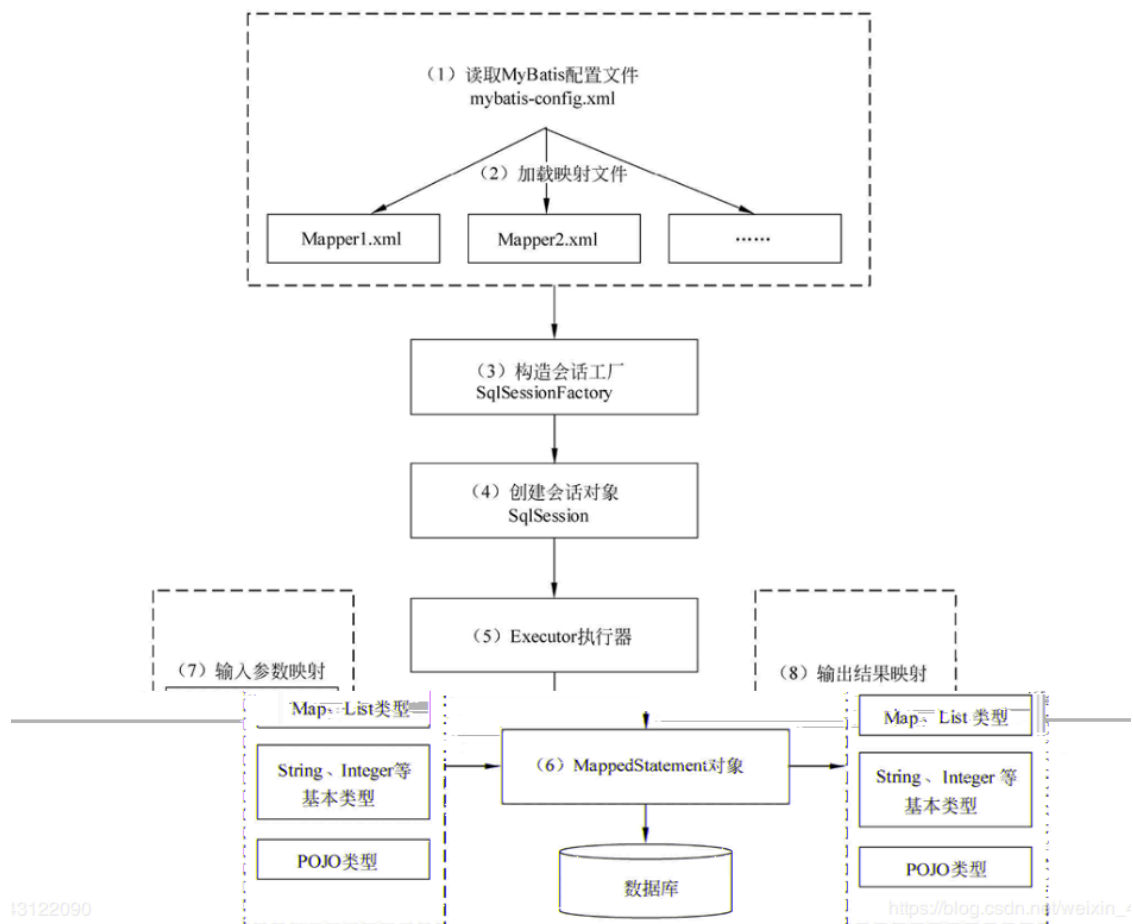 （1）读取MyBatis配置文件
mybatis-config.xml
（2）加载映射文件
Mapper1.xml
Mapper2.xml
……
（3）构造会话工厂
SqlSessionFactory
（4）创建会话对象
SqlSession
（5）Executor执行器
（7）输入参数映射
（8）输出结果映射
Map、List类型
Map、List 类型
（6）MappedStatement对象
String、Integer等
基本类型
String、Integer 等
基本类型
POJO类型
POJO类型
数据库
43122090
https://blog.csdn.net/weixin_4